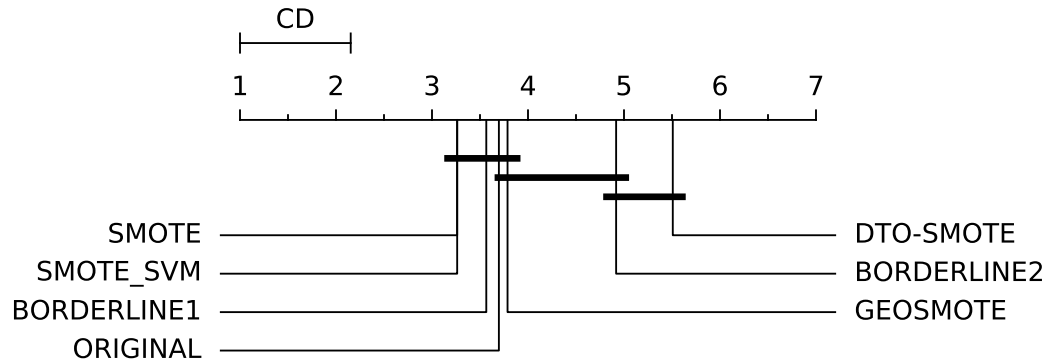 CD
1 2 3 4 5 6 7
SMOTE DTO-SMOTE
SMOTE_SVM BORDERLINE2
BORDERLINE1 GEOSMOTE
ORIGINAL